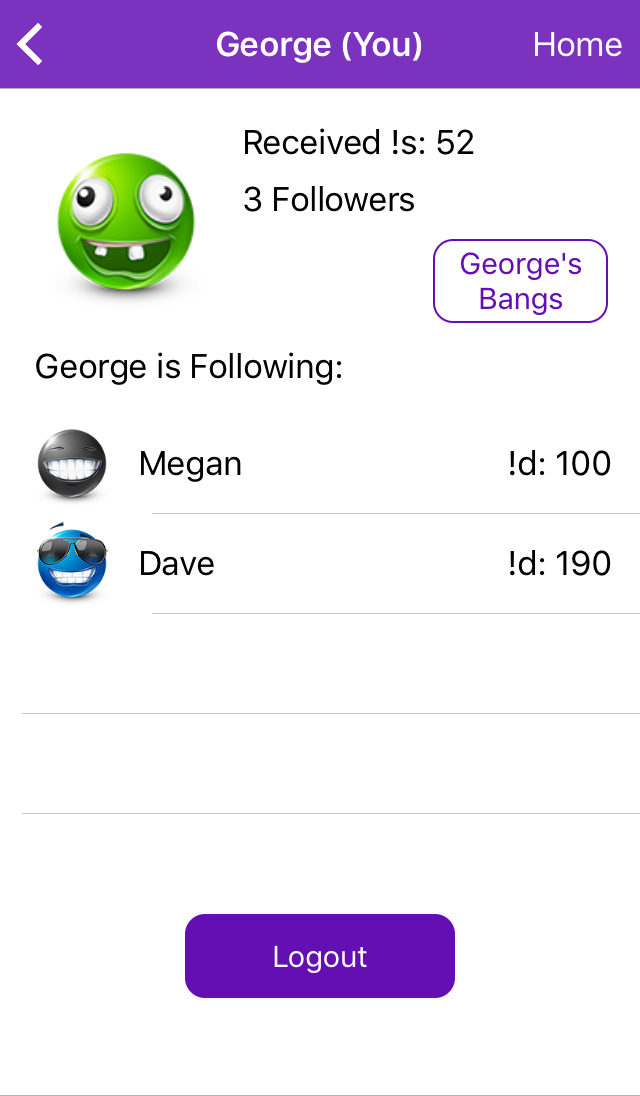 George (You)
Home
Received !s: 52
3 Followers
George's
Bangs
George is Following:
Megan
!d: 100
Dave
!d: 190
Logout